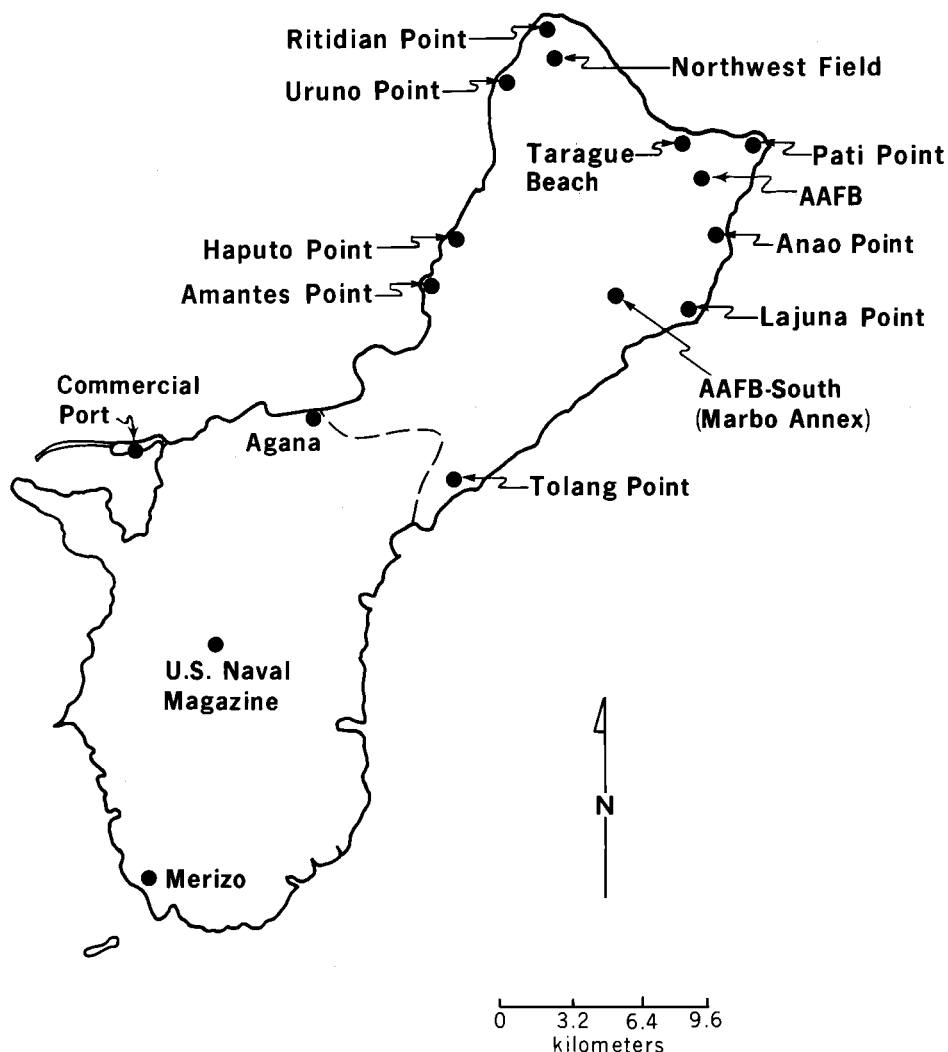 Ritidian Point
Northwest Field
Uruno Point
Tarague
Beach
Pati Point
AAFB
Haputo Point
Anao Point
Amantes Point
Lajuna Point
Commercial
Port
AAFB-South
(Marbo Annex)
Agana
Tolang Point
U.S. Naval
Magazine
N
Merizo
0 3.2 6.4 9.6
kilometers